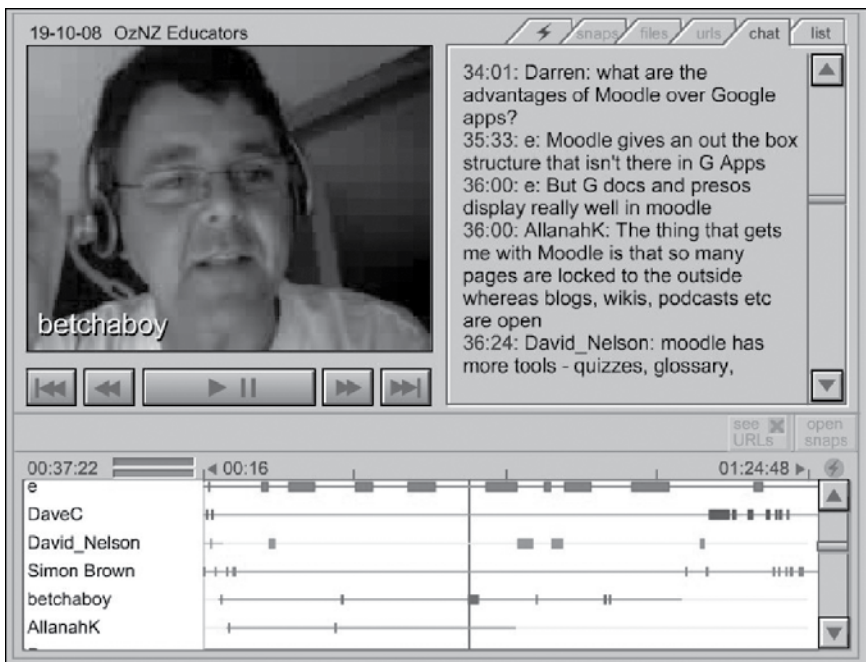 19-10-08 OzNZ Educators
snaps files urls chat list
betchaboy
34:01: Darren: what are the
advantages of Moodle over Google
apps?
35:33: e: Moodle gives an out the box
structure that isn't there in G Apps
36:00: e: But G docs and presos
display really well in moodle
36:00: AllanahK: The thing that gets
me with Moodle is that so many
pages are locked to the outside
whereas blogs, wikis, podcasts etc
are open
36:24: David_Nelson: moodle has
more tools - quizzes, glossary,
see
URLs
open
snaps
00:37:22 00:16 01:24:48
e
DaveC
David_Nelson
Simon Brown
betchaboy
AllanahK